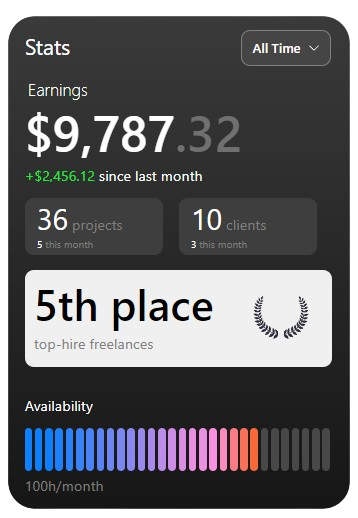 Stats
All Time
Earnings
$9,787.32
+$2,456.12 since last month
36 projects
5 this month
10 clients
3 this month
5th place
top-hire freelances
Availability
100h/month